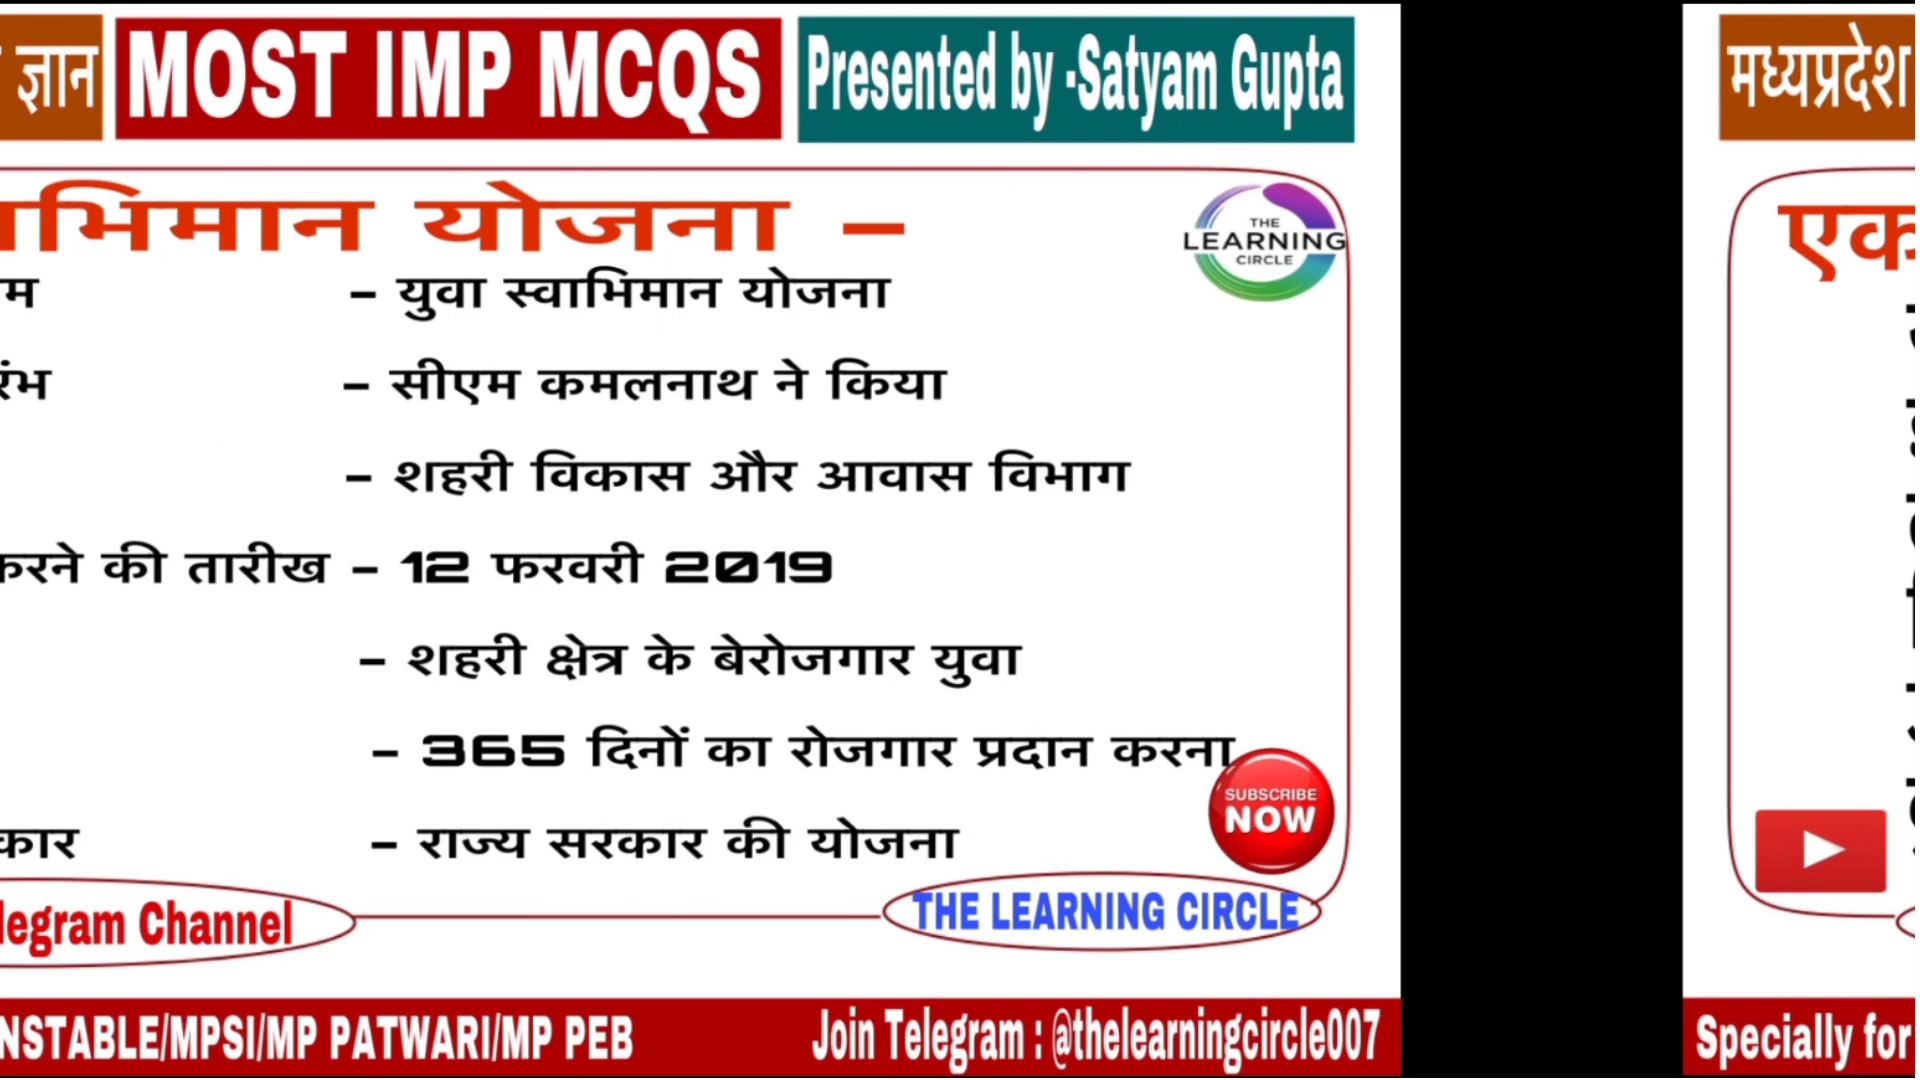 ज्ञान MOST IMP MCQS Presented by -Satyam Gupta
ाभिमान योजना –
THE
LEARNING
CIRCLE
म – युवा स्वाभिमान योजना
रंभ – सीएम कमलनाथ ने किया
– शहरी विकास और आवास विभाग
करने की तारीख – 12 फरवरी 2019
– शहरी क्षेत्र के बेरोजगार युवा
– 365 दिनों का रोजगार प्रदान करना
SUBSCRIBE
NOW
कार – राज्य सरकार की योजना
legram Channel THE LEARNING CIRCLE
NSTABLE/MPSI/MP PATWARI/MP PEB Join Telegram : @thelearningcircle007
मध्यप्रदेश
एक
Specially for